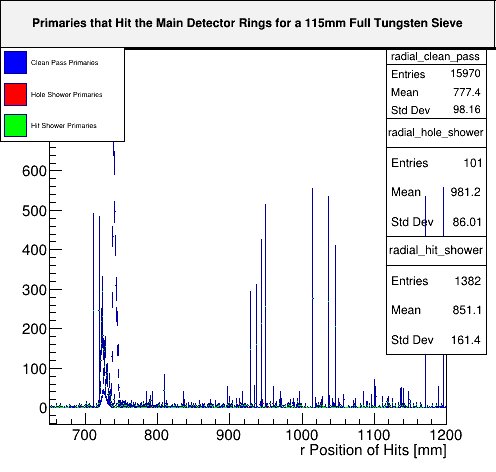 Primaries that Hit the Main Detector Rings for a 115mm Full Tungsten Sieve
Clean Pass Primaries
Hole Shower Primaries
Hit Shower Primaries
radial_clean_pass
Entries 15970
Mean 777.4
Std Dev 98.16
radial_hole_shower
Entries 101
Mean 981.2
Std Dev 86.01
radial_hit_shower
Entries 1382
Mean 851.1
Std Dev 161.4
600
500
400
300
200
100
0
700 800 900 1000 1100 1200
r Position of Hits [mm]